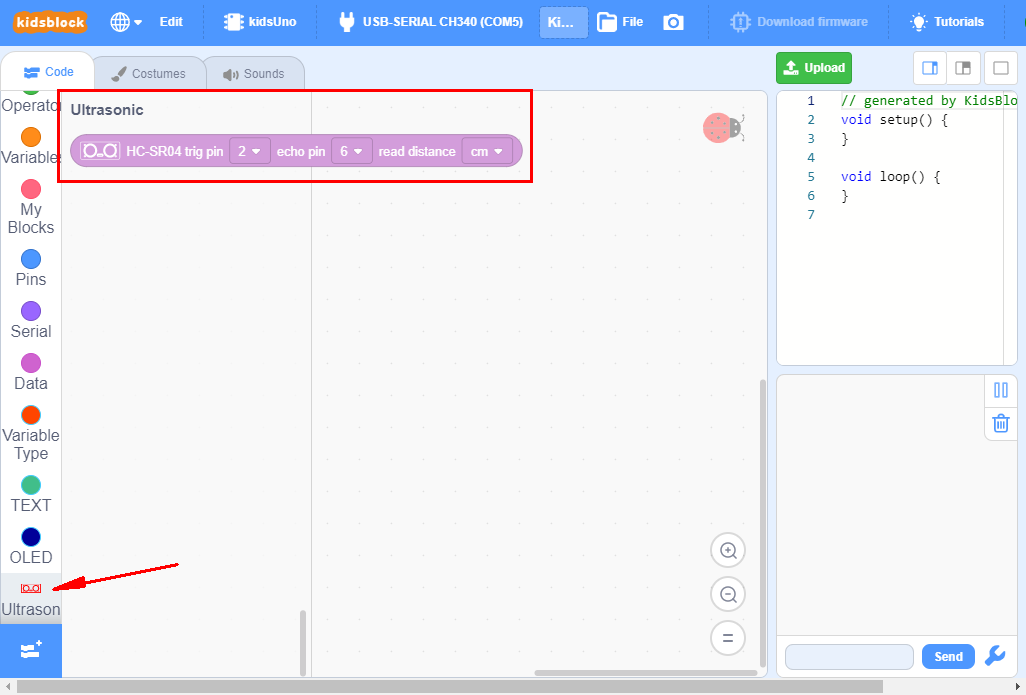 kidsblock
Edit
kidsUno
USB-SERIAL CH340 (COM5)
Ki...
File
Download firmware
Tutorials
Code
Costumes
Sounds
Upload
Operato
Variable
My
Blocks
Pins
Serial
Data
Variable
Type
TEXT
OLED
Ultrason
Ultrasonic
HC-SR04 trig pin 2 echo pin 6 read distance cm
1 // generated by KidsBlo
2 void setup() {
3 }
4
5 void loop() {
6 }
7
Send